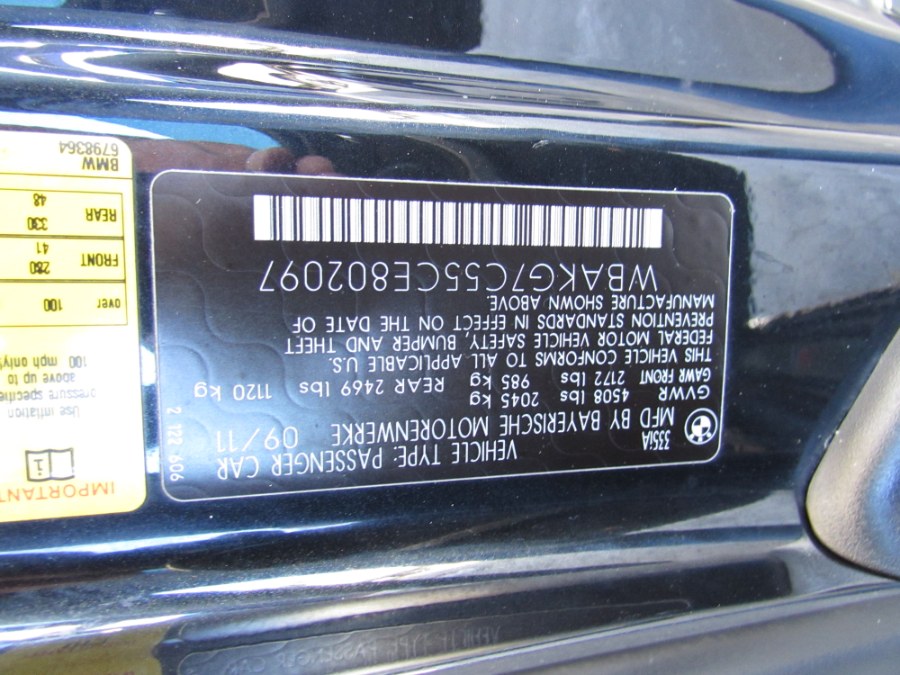 VEHICLE TYPE: PASSENGER CAR
335iA
MFD BY BAYERISCHE MOTORENWERKE 09/11
GVWR 4508 lbs 2045 kg
GAWR FRONT 2172 lbs 985 kg REAR 2469 lbs 1120 kg
THIS VEHICLE CONFORMS TO ALL APPLICABLE U.S.
FEDERAL MOTOR VEHICLE SAFETY, BUMPER AND THEFT
PREVENTION STANDARDS IN EFFECT ON THE DATE OF
MANUFACTURE SHOWN ABOVE.
WBAKG7C55CE802097
2 122 606
IMPORTANT
i
Use inflation
pressure specified
above up to
100 mph only!
over 100
FRONT 280
41
REAR 330
48
BMW 6798364